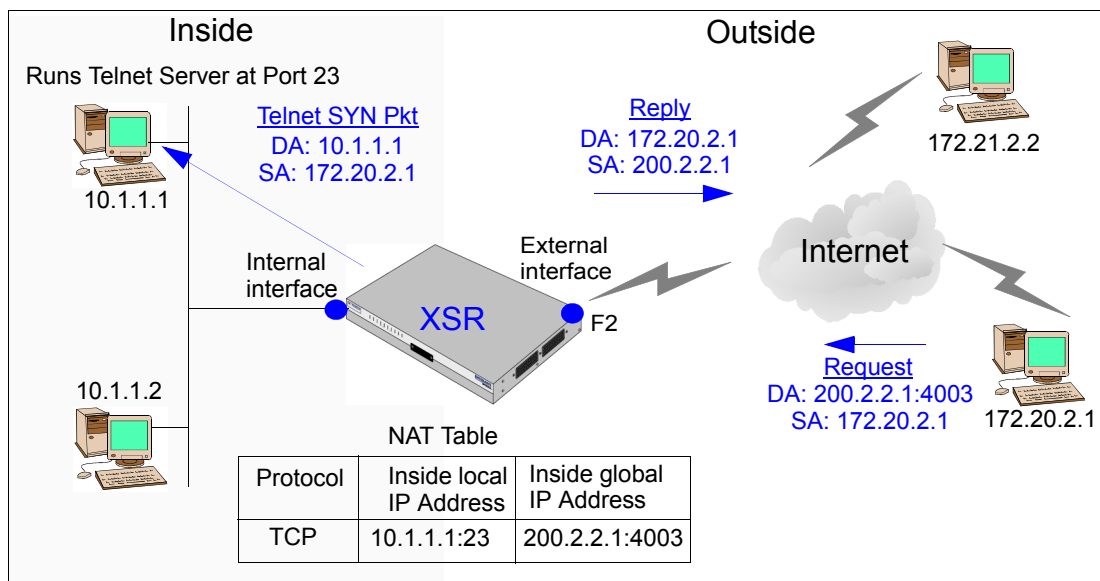 Inside
Outside
Runs Telnet Server at Port 23
Telnet SYN Pkt
DA: 10.1.1.1
SA: 172.20.2.1
Reply
DA: 172.20.2.1
SA: 200.2.2.1
172.21.2.2
10.1.1.1
Internal
interface
External
interface
XSR
F2
Internet
Request
DA: 200.2.2.1:4003
SA: 172.20.2.1
172.20.2.1
10.1.1.2
NAT Table
Protocol
Inside local
IP Address
Inside global
IP Address
TCP
10.1.1.1:23
200.2.2.1:4003